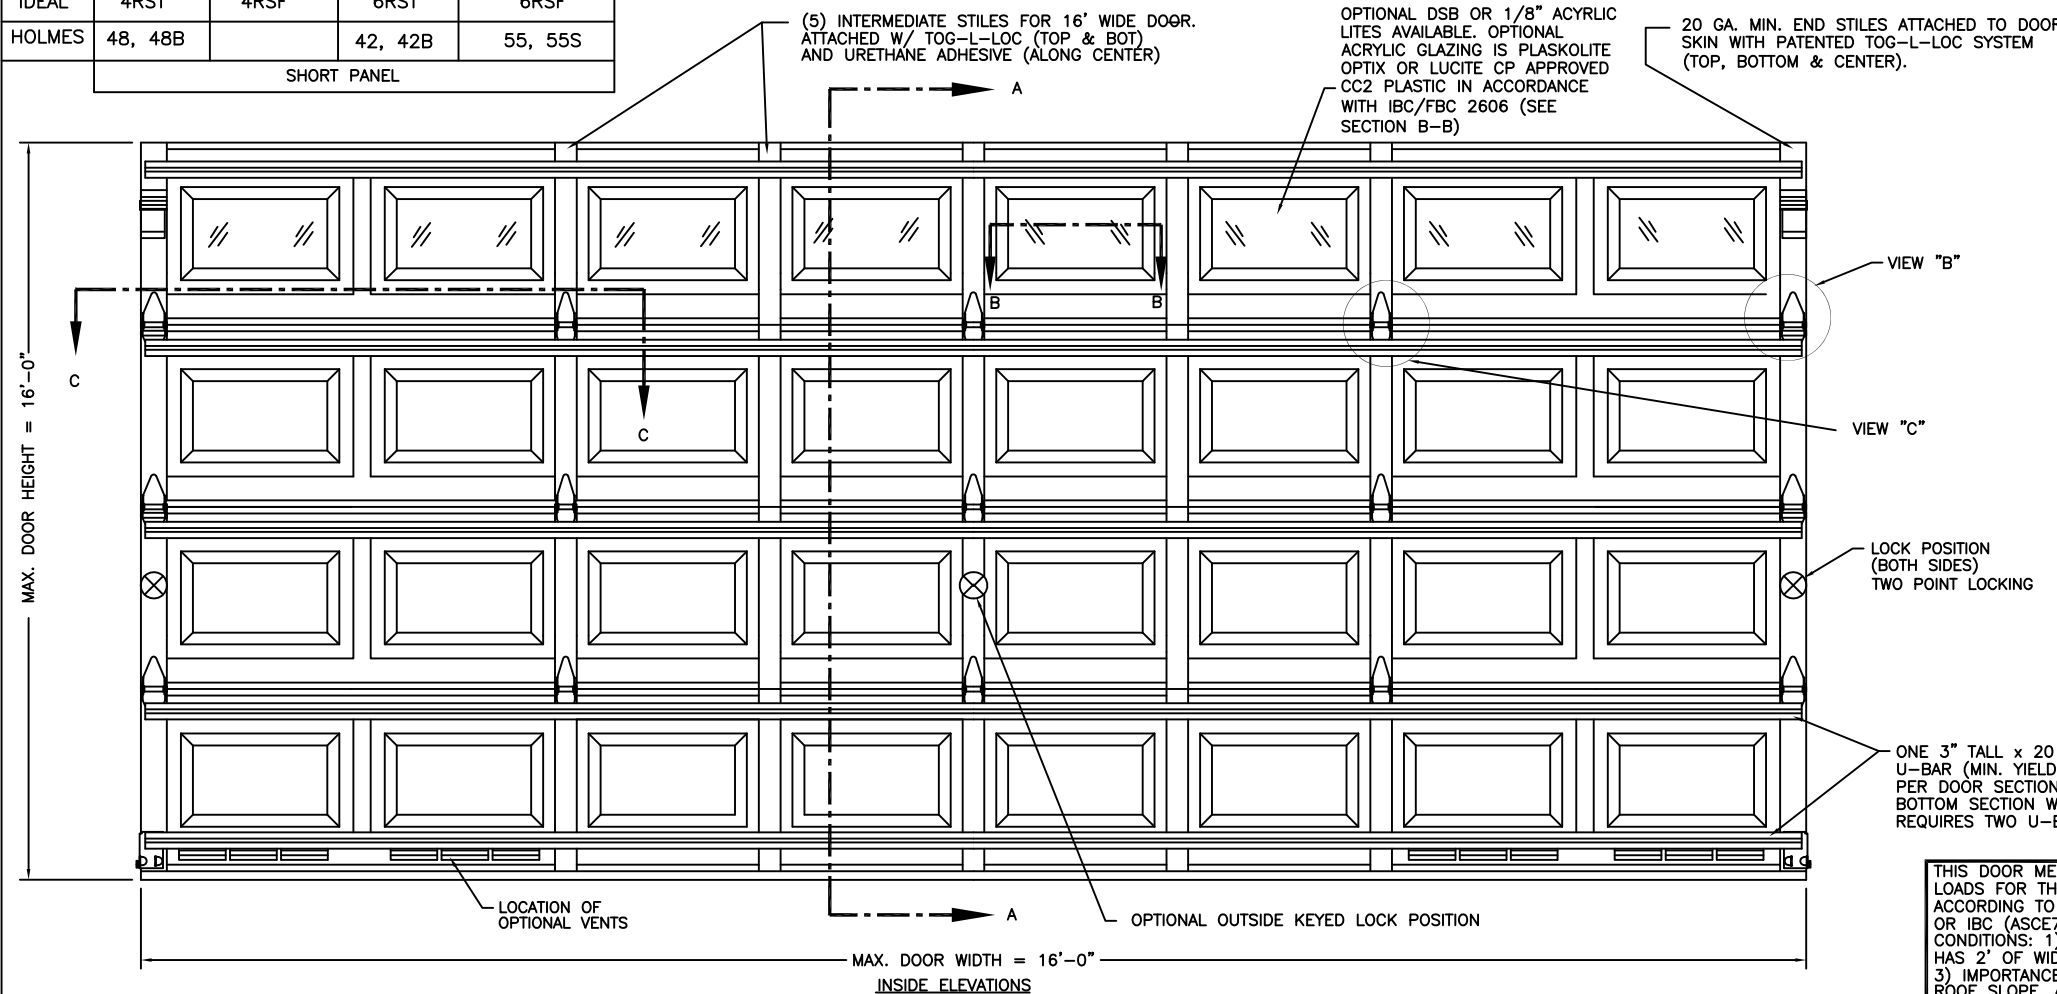 IDEAL 4RST 4RSF 6RST 6RSF
HOLMES 48, 48B 42, 42B 55, 55S
SHORT PANEL
(5) INTERMEDIATE STILES FOR 16' WIDE DOOR.
ATTACHED W/ TOG-L-LOC (TOP & BOT)
AND URETHANE ADHESIVE (ALONG CENTER)
OPTIONAL DSB OR 1/8" ACYRLIC
LITES AVAILABLE. OPTIONAL
ACRYLIC GLAZING IS PLASKOLITE
OPTIX OR LUCITE CP APPROVED
CC2 PLASTIC IN ACCORDANCE
WITH IBC/FBC 2606 (SEE
SECTION B-B)
20 GA. MIN. END STILES ATTACHED TO DOOR
SKIN WITH PATENTED TOG-L-LOC SYSTEM
(TOP, BOTTOM & CENTER).
A
VIEW "B"
B B
C
C
MAX. DOOR HEIGHT = 16'-0"
VIEW "C"
LOCK POSITION
(BOTH SIDES)
TWO POINT LOCKING
ONE 3" TALL x 20
U-BAR (MIN. YIELD
PER DOOR SECTION
BOTTOM SECTION W
REQUIRES TWO U-B
LOCATION OF
OPTIONAL VENTS
A
OPTIONAL OUTSIDE KEYED LOCK POSITION
MAX. DOOR WIDTH = 16'-0"
INSIDE ELEVATIONS
THIS DOOR ME
LOADS FOR TH
ACCORDING TO
OR IBC (ASCE7
CONDITIONS: 1)
HAS 2' OF WID
3) IMPORTANCE
ROOF SLOPE